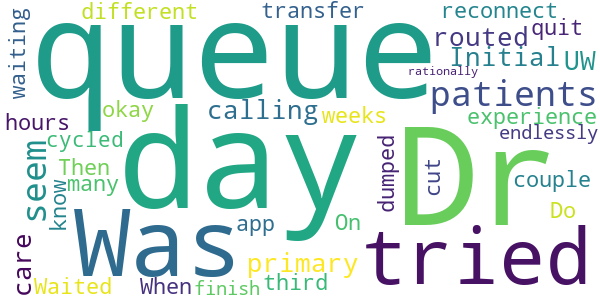 different transfer reconnect
waiting queue routed quit
Initial UW
rationally
patients
okay calling weeks experience
hours day Dr endlessly
cycled dumped cut
seem Then many couple
know Was app On Do
care primary tried
Waited When finish third